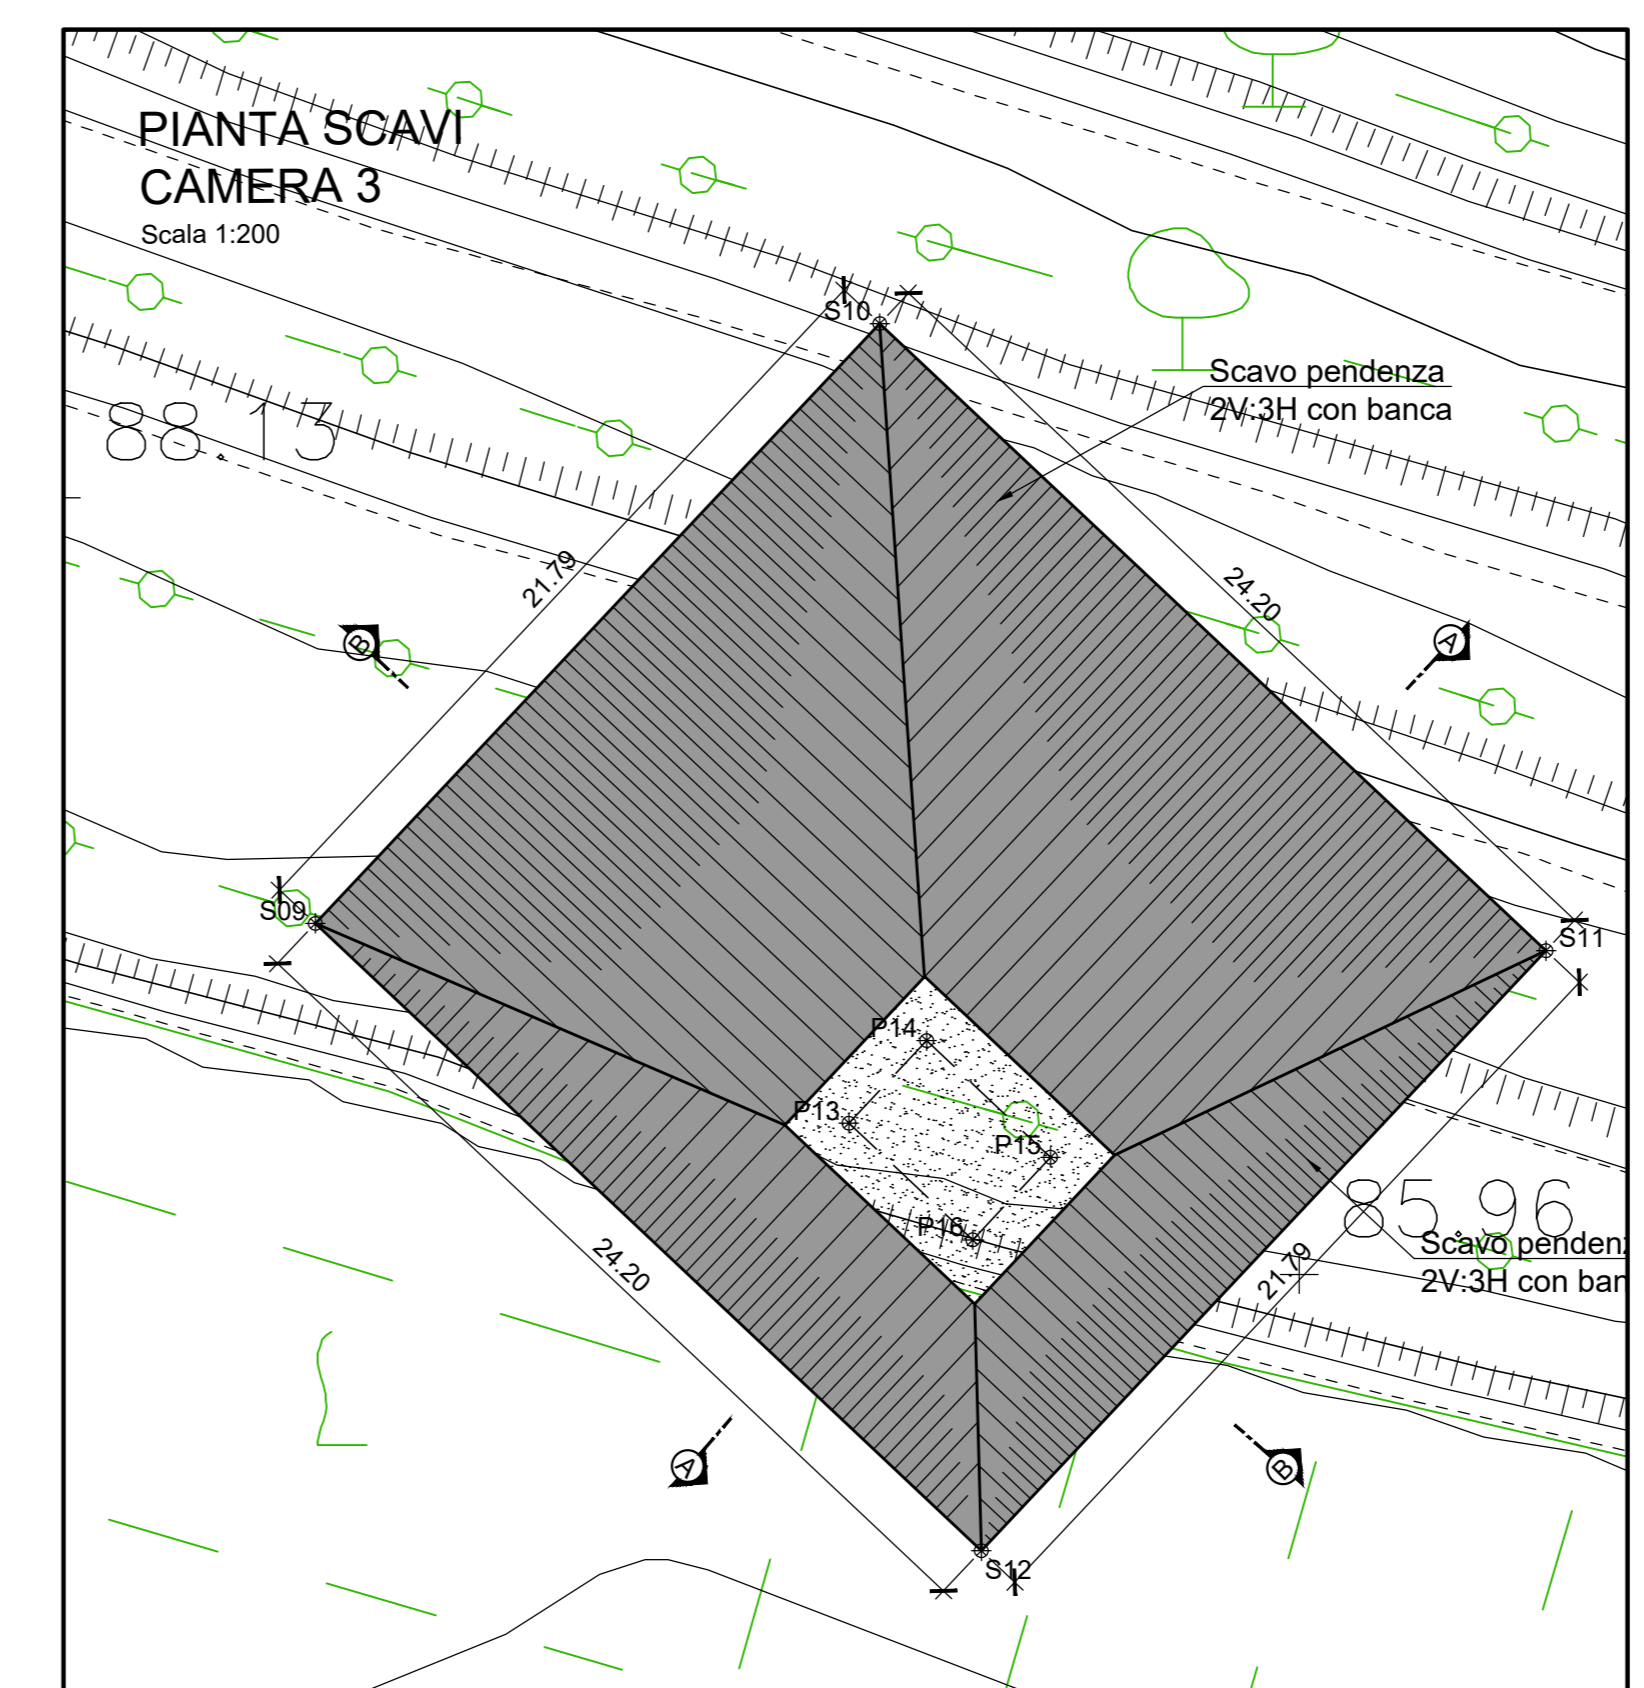 PIANTA SCAVI
CAMERA 3
Scala 1:200
S10
Scavo pendenza
2V:3H con banca
88.13
21.79
24.20
B
A
S09
S11
P14
P13
P15
85.96
P16
Scavo penden
2V:3H con ban
24.20
21.79
A
B
S12